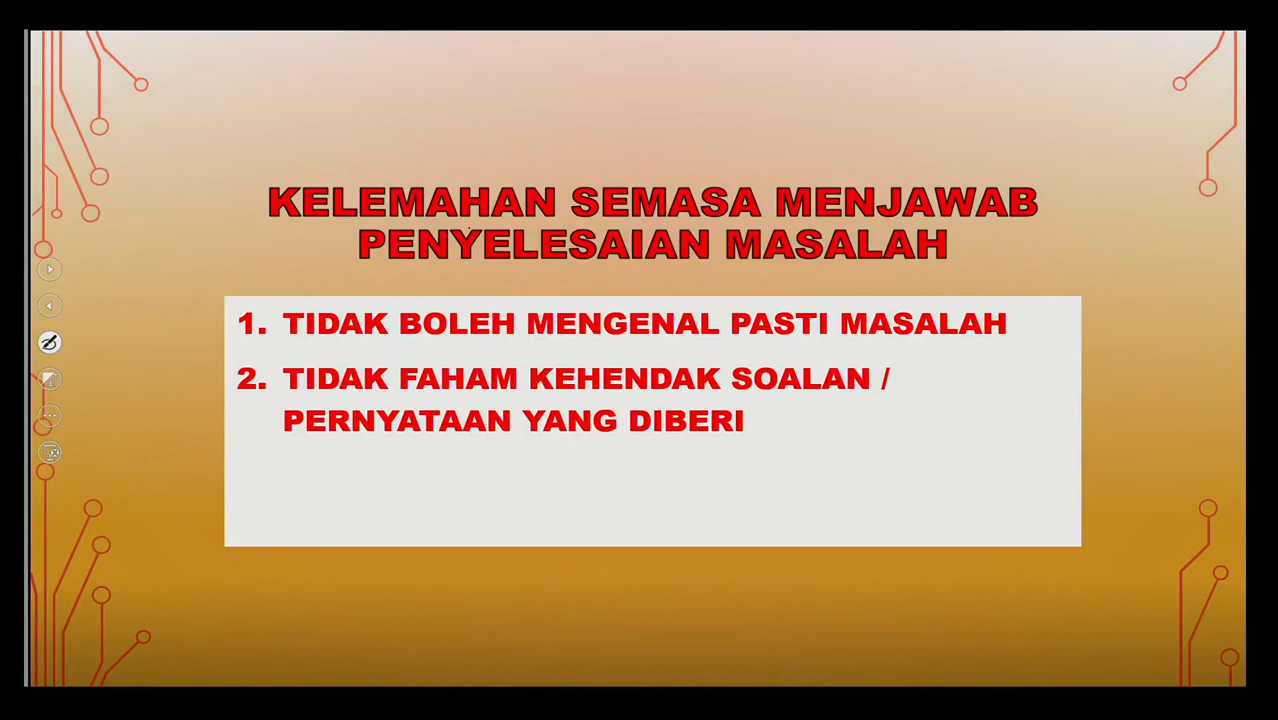 KELEMAHAN SEMASA MENJAWAB
PENYELESAIAN MASALAH
1. TIDAK BOLEH MENGENAL PASTI MASALAH
2. TIDAK FAHAM KEHENDAK SOALAN /
PERNYATAAN YANG DIBERI